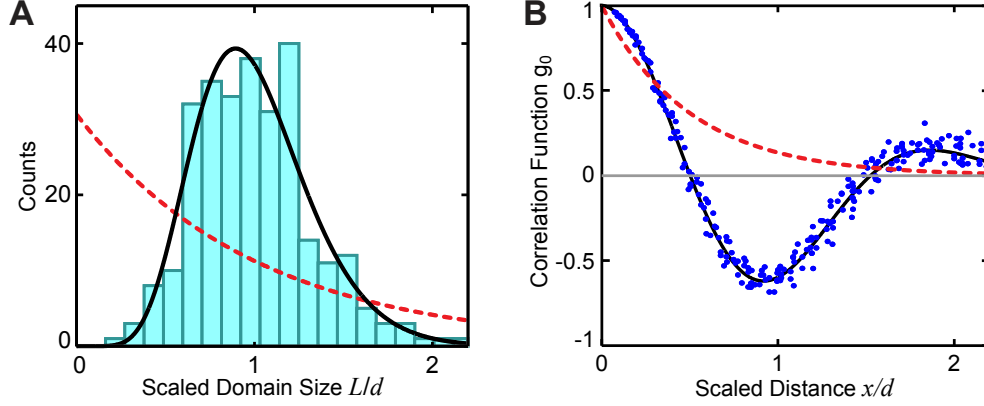 A
40
20
0
Counts
0
1
2
Scaled Domain Size L/d
B
1
0.5
0
-0.5
-1
Correlation Function g₀
0
1
2
Scaled Distance x/d